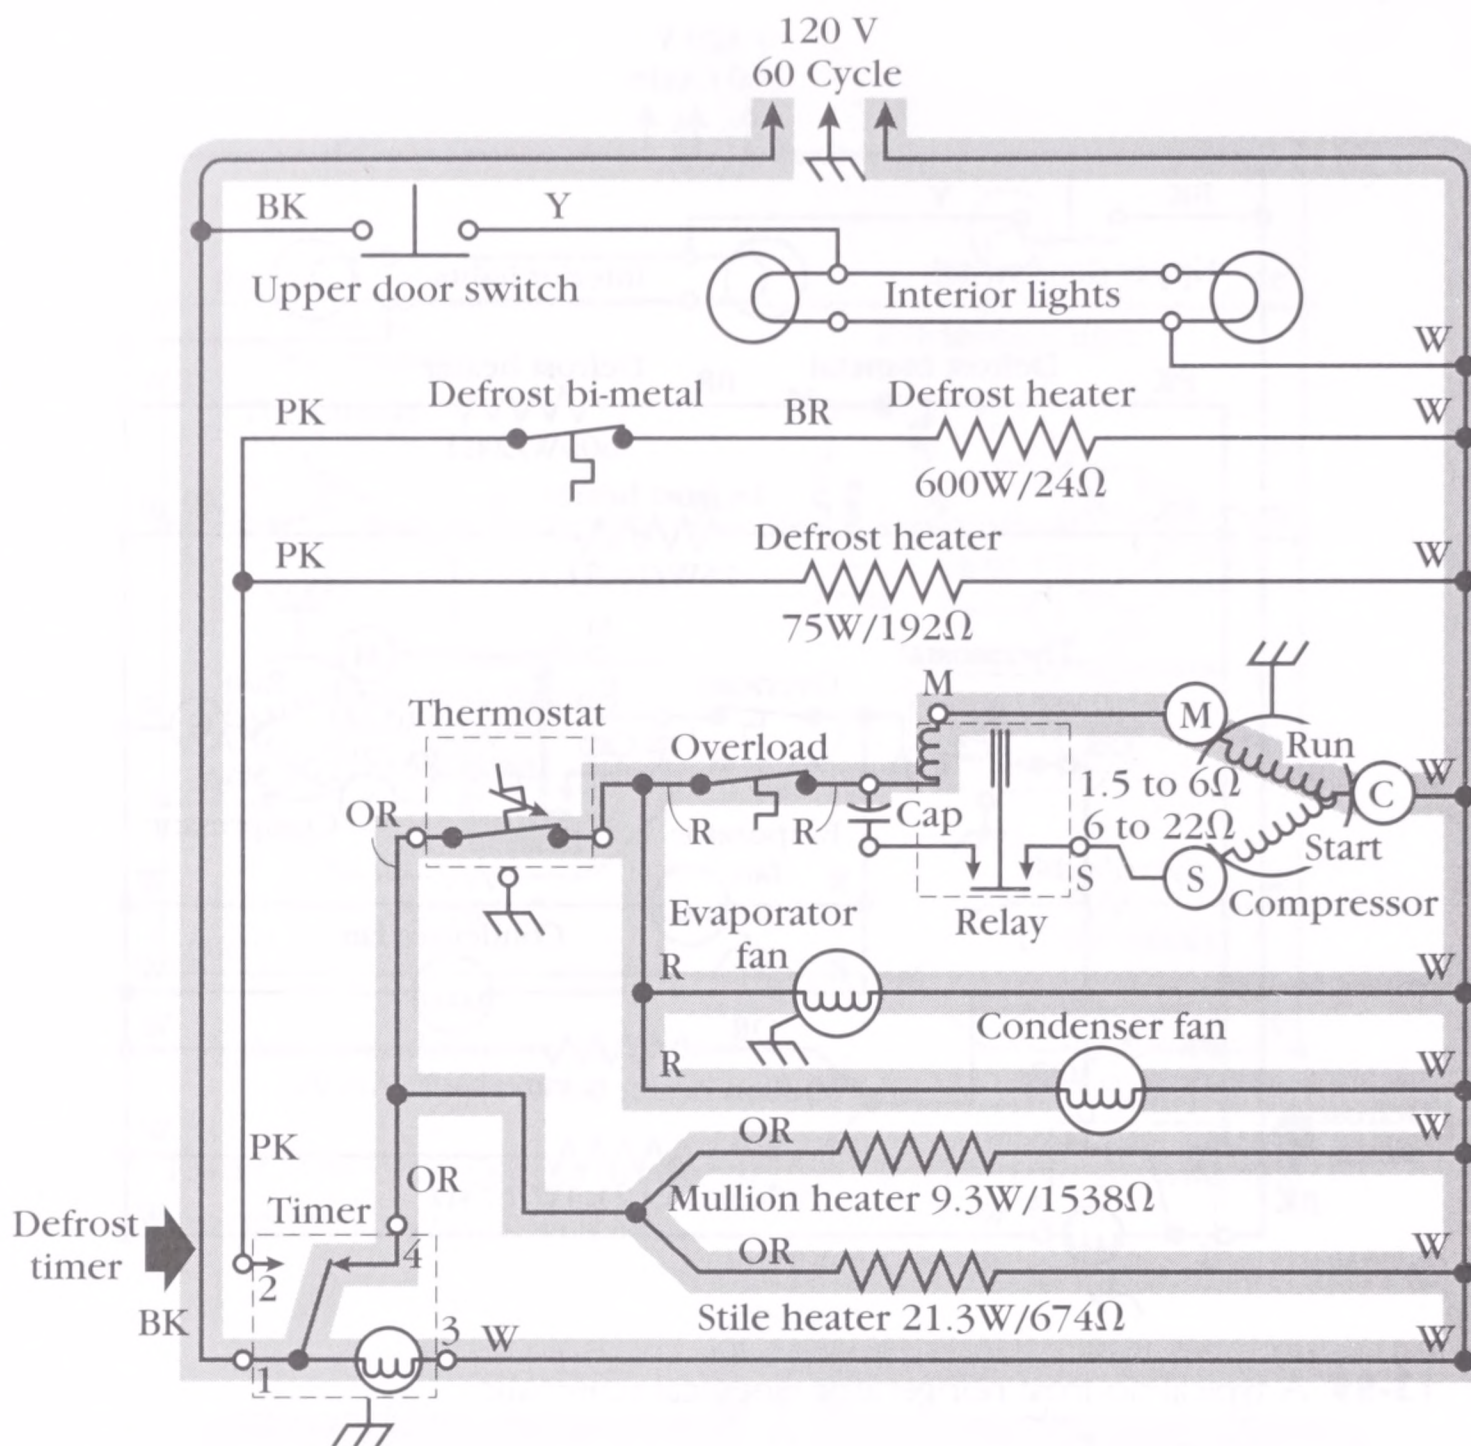 120 V
60 Cycle
BK
Y
Upper door switch
Interior lights
W
Defrost bi-metal
Defrost heater
PK
BR
W
600W/24Ω
Defrost heater
PK
W
75W/192Ω
M
Thermostat
M
Overload
Run
W
1.5 to 6Ω
C
OR
R
R
Cap
6 to 22Ω
Start
S
S
Compressor
Relay
Evaporator
fan
R
W
Condenser fan
R
W
OR
W
PK
OR
Mullion heater 9.3W/1538Ω
Timer
Defrost
timer
4
OR
W
2
Stile heater 21.3W/674Ω
BK
3
W
W
1